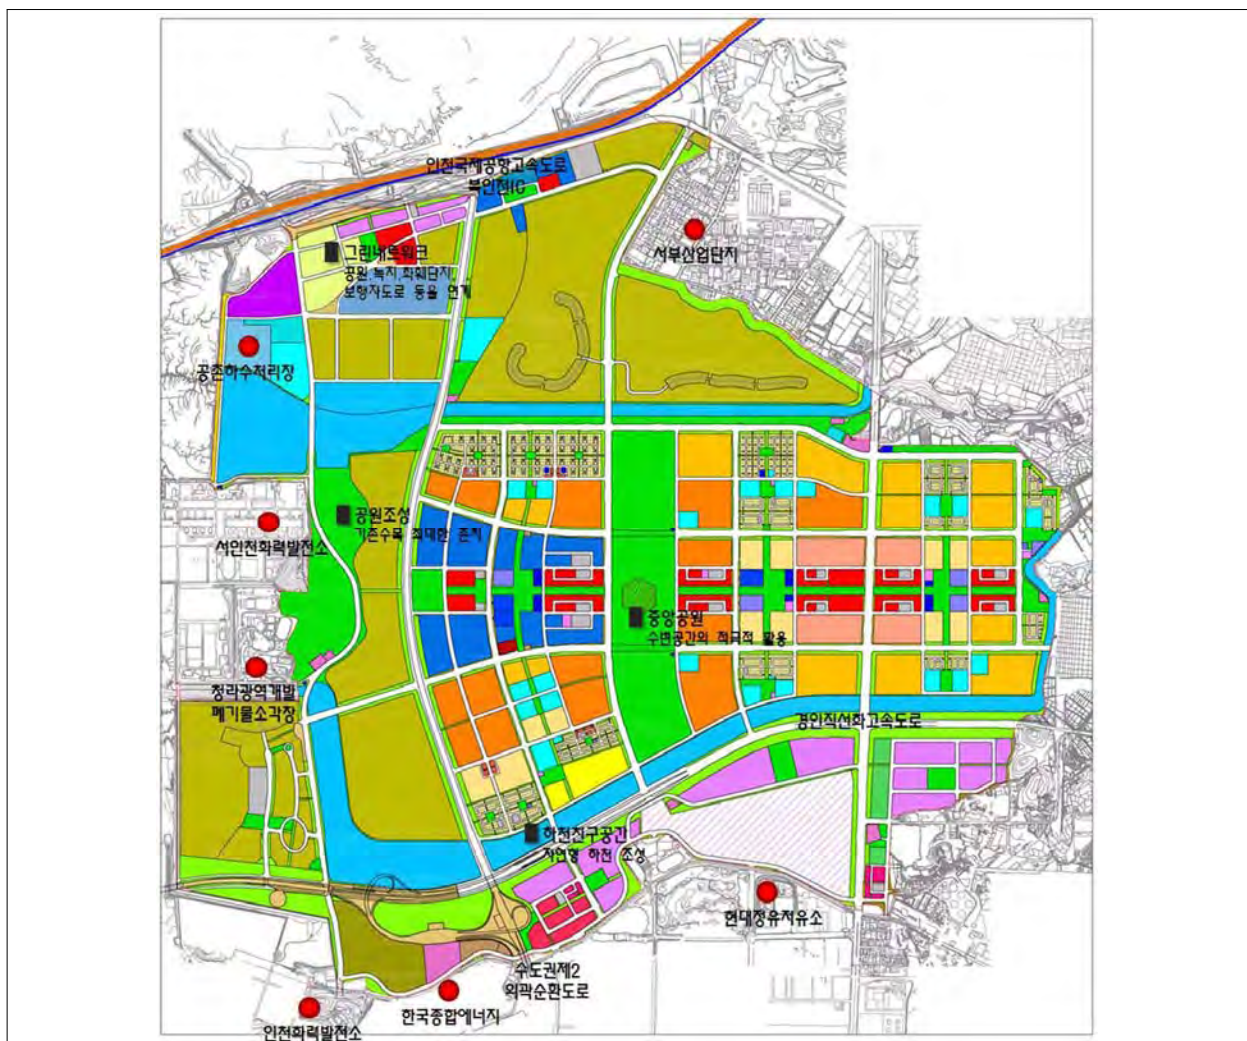 인천국제공항고속도로
북인천IC
서부산업단지
그린네트워크
공원.녹지,화훼단지,
보행자도로 등을 연계
공촌하수처리장
공원조성
기존수목 최대한 존치
서인천화력발전소
중앙공원
수변공간의 적극적 활용
청라광역개발
폐기물소각장
경인직선화고속도로
하천친구공간
자연형 하천 조성
현대정유저유소
수도권제2
외곽순환도로
한국종합에너지
인천화력발전소